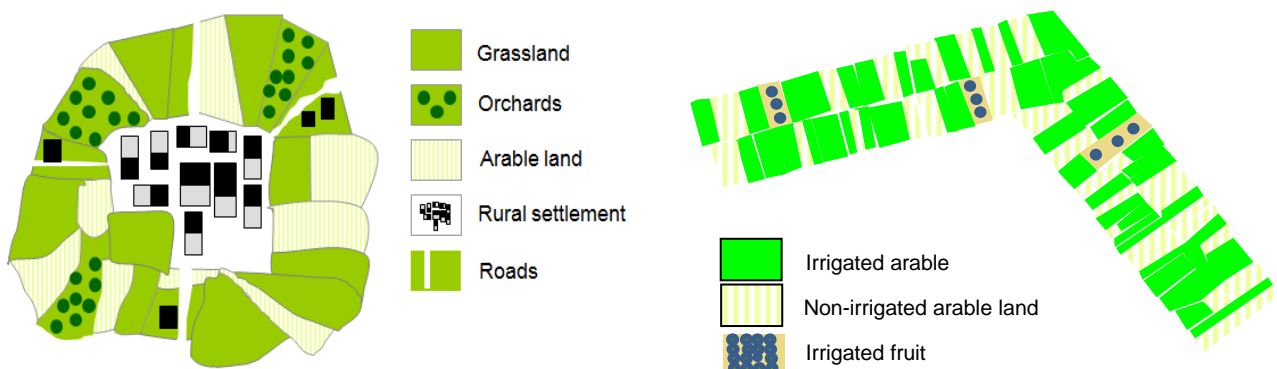 Grassland
Orchards
Arable land
Rural settlement
Roads
Irrigated arable
Non-irrigated arable land
Irrigated fruit